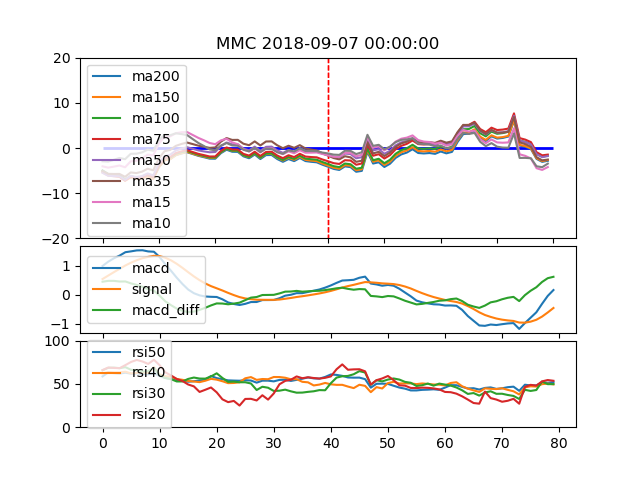 MMC 2018-09-07 00:00:00
20
10
0
−10
−20
ma200
ma150
ma100
ma75
ma50
ma35
ma15
ma10
1
0
−1
macd
signal
macd_diff
100
50
0
rsi50
rsi40
rsi30
rsi20
0 10 20 30 40 50 60 70 80